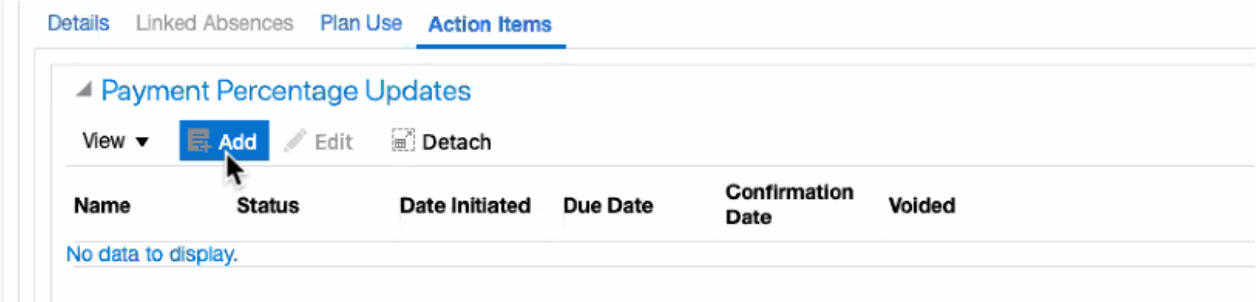 Details Linked Absences Plan Use Action Items
Payment Percentage Updates
View Add Edit Detach
Name Status Date Initiated Due Date Confirmation Date Voided
No data to display.